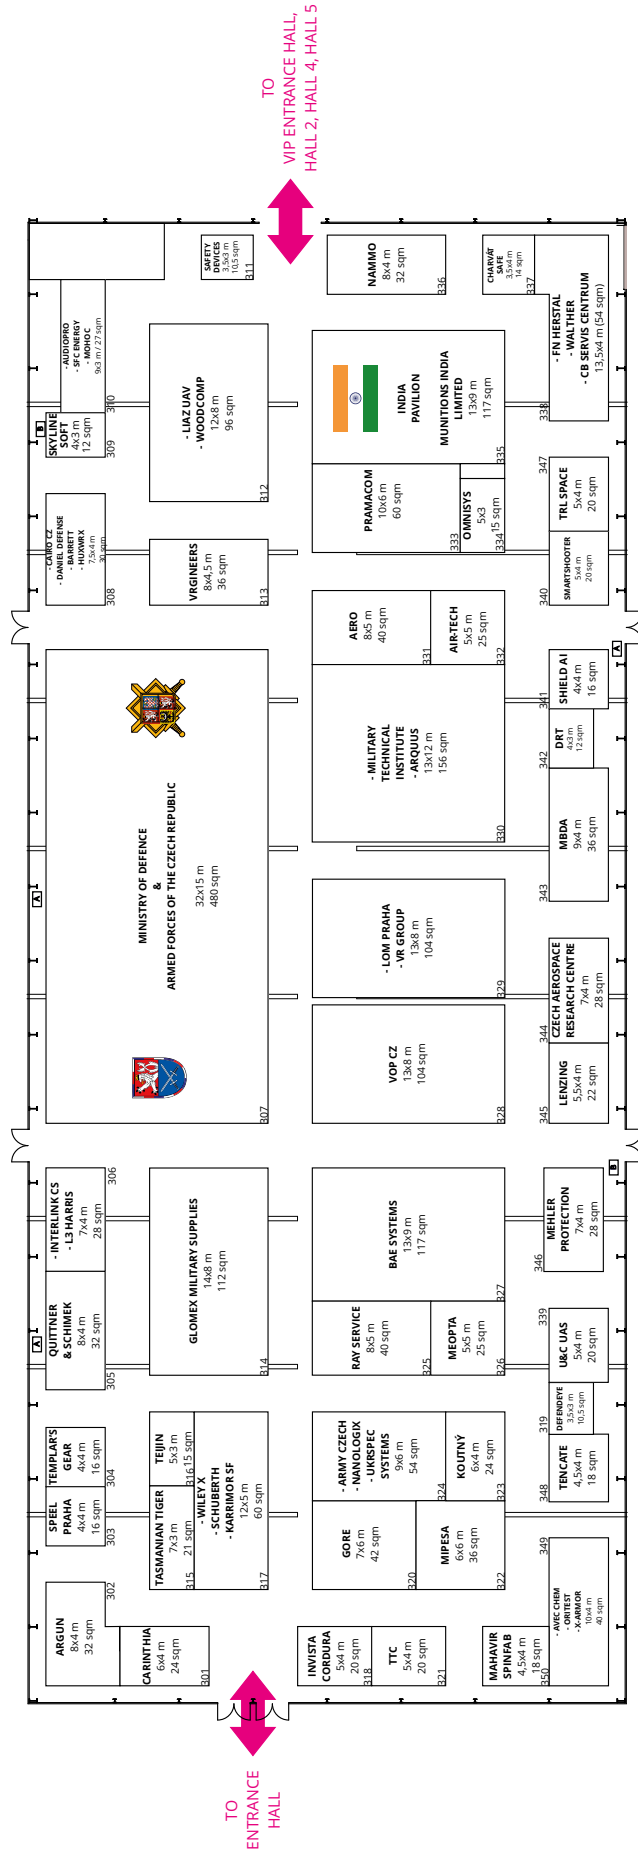 TO
VIP ENTRANCE HALL,
HALL 2, HALL 4, HALL 5
SAFETY
DEVICES
3,5x3 m
10,5 sqm
311
NAMMO
8x4 m
32 sqm
336
CHARVÁT
SAFE
3,5x4 m
14 sqm
337
- AUDIOPRO
- SFC ENERGY
- MOHOC
9x3 m / 27 sqm
310
- LIAZ UAV
- WOODCOMP
12x8 m
96 sqm
312
INDIA
PAVILION
MUNITIONS INDIA
LIMITED
13x9 m
117 sqm
335
- FN HERSTAL
- WALTHER
- CB SERVIS CENTRUM
13,5x4 m (54 sqm)
338
B
SKYLINE
SOFT
4x3 m
12 sqm
309
- CAIRO CZ
- DANIEL DEFENSE
- BARRETT
- HUXWRX
7,5x4 m
30 sqm
308
VRGINEERS
8x4,5 m
36 sqm
313
PRAMACOM
10x6 m
60 sqm
333
OMNISYS
5x3
15 sqm
334
347
TRL SPACE
5x4 m
20 sqm
SMARTSHOOTER
5x4 m
20 sqm
340
AERO
8x5 m
40 sqm
331
AIR-TECH
5x5 m
25 sqm
332
A
SHIELD AI
4x4 m
16 sqm
341
DRT
4x3 m
12 sqm
342
MINISTRY OF DEFENCE
&
ARMED FORCES OF THE CZECH REPUBLIC
32x15 m
480 sqm
307
A
- MILITARY
TECHNICAL
INSTITUTE
- ARQUUS
13x12 m
156 sqm
330
MBDA
9x4 m
36 sqm
343
- LOM PRAHA
- VR GROUP
13x8 m
104 sqm
329
CZECH AEROSPACE
RESEARCH CENTRE
7x4 m
28 sqm
344
VOP CZ
13x8 m
104 sqm
328
LENZING
5,5x4 m
22 sqm
345
B
- INTERLINK CS
- L3 HARRIS
7x4 m
28 sqm
306
GLOMEX MILITARY SUPPLIES
14x8 m
112 sqm
314
BAE SYSTEMS
13x9 m
117 sqm
327
MEHLER
PROTECTION
7x4 m
28 sqm
346
A
QUITTNER
& SCHIMEK
8x4 m
32 sqm
305
RAY SERVICE
8x5 m
40 sqm
325
MEOPTA
5x5 m
25 sqm
326
339
U&C UAS
5x4 m
20 sqm
DEFENDEYE
3,5x3 m
10,5 sqm
319
TEMPLAR'S
GEAR
4x4 m
16 sqm
304
TEIJIN
5x3 m
15 sqm
316
- WILEY X
- SCHUBERTH
- KARRIMOR SF
12x5 m
60 sqm
317
- ARMY CZECH
- NANOLOGIX
- UKRSPEC
SYSTEMS
9x6 m
54 sqm
324
KOUTNÝ
6x4 m
24 sqm
323
TENCATE
4,5x4 m
18 sqm
348
SPEEL
PRAHA
4x4 m
16 sqm
303
TASMANIAN TIGER
7x3 m
21 sqm
315
GORE
7x6 m
42 sqm
320
MIPESA
6x6 m
36 sqm
322
349
- AVEC CHEM
- ORITEST
- X-ARMOR
10x4 m
40 sqm
302
ARGUN
8x4 m
32 sqm
CARINTHIA
6x4 m
24 sqm
301
INVISTA
CORDURA
5x4 m
20 sqm
318
TTC
5x4 m
20 sqm
321
MAHAVIR
SPINFAB
4,5x4 m
18 sqm
350
TO
ENTRANCE
HALL